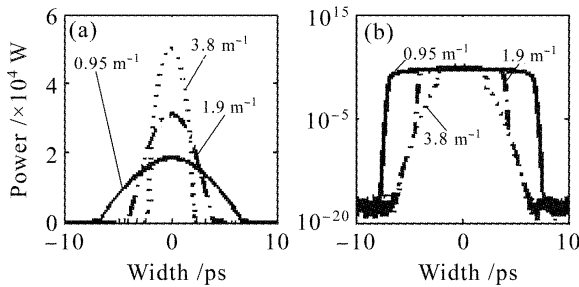 (a)
3.8 m⁻¹
0.95 m⁻¹
1.9 m⁻¹
Power /×10⁴ W
6
4
2
0
−10
0
10
Width /ps
(b)
0.95 m⁻¹
1.9 m⁻¹
3.8 m⁻¹
10¹⁵
10⁻⁵
10⁻²⁰
−10
0
10
Width /ps